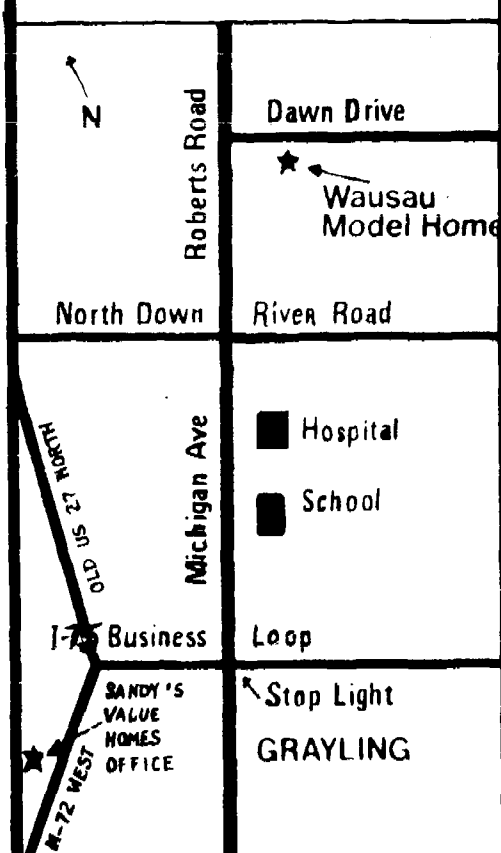 N
Roberts Road
Dawn Drive
Wausau
Model Home
North Down River Road
OLD US 27 NORTH
Michigan Ave
Hospital
School
I-75 Business Loop
Stop Light
SANDY'S
VALUE
HOMES
OFFICE
GRAYLING
M-72 WEST